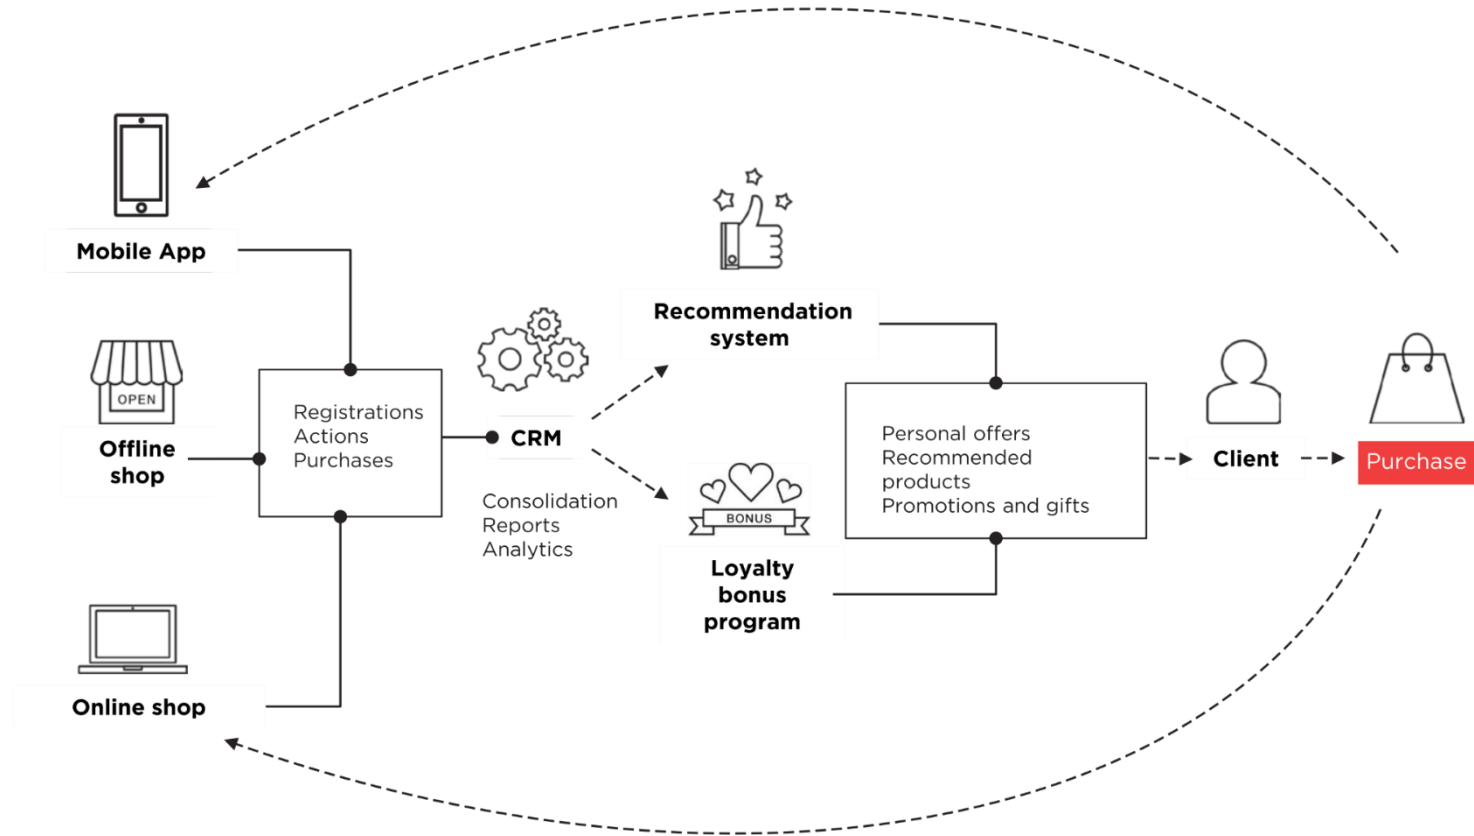 Mobile App
OPEN
Offline
shop
Online shop
Registrations
Actions
Purchases
CRM
Consolidation
Reports
Analytics
Recommendation
system
BONUS
Loyalty
bonus
program
Personal offers
Recommended
products
Promotions and gifts
Client
Purchase